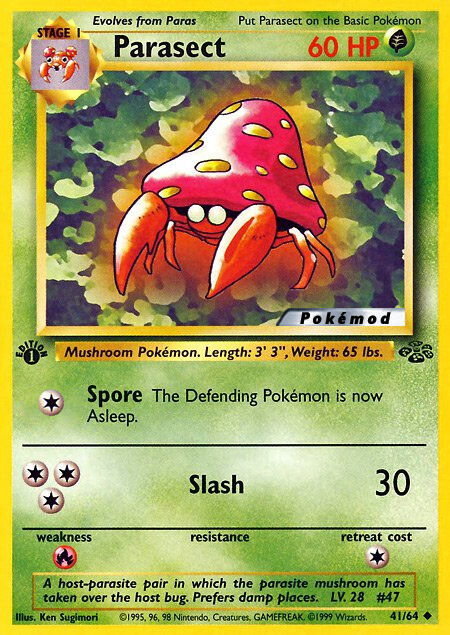 Evolves from Paras
Put Parasect on the Basic Pokémon
STAGE 1
Parasect
60 HP
Pokémod
EDITION
1
Mushroom Pokémon. Length: 3' 3", Weight: 65 lbs.
Spore The Defending Pokémon is now
Asleep.
Slash 30
weakness resistance retreat cost
A host-parasite pair in which the parasite mushroom has
taken over the host bug. Prefers damp places. LV. 28 #47
Illus. Ken Sugimori ©1995, 96, 98 Nintendo, Creatures, GAMEFREAK. ©1999 Wizards. 41/64